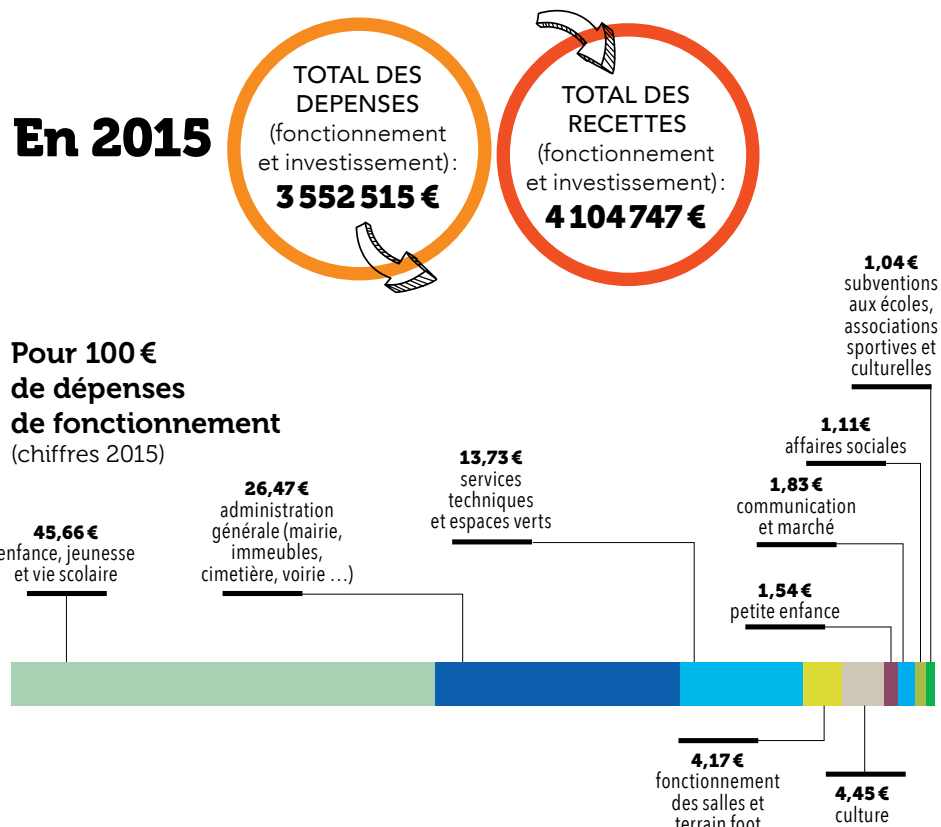 En 2015
TOTAL DES
DEPENSES
(fonctionnement
et investissement) :
3 552 515 €
TOTAL DES
RECETTES
(fonctionnement
et investissement) :
4 104 747 €
Pour 100 €
de dépenses
de fonctionnement
(chiffres 2015)
45,66 €
enfance, jeunesse
et vie scolaire
26,47 €
administration
générale (mairie,
immeubles,
cimetière, voirie …)
13,73 €
services
techniques
et espaces verts
1,04 €
subventions
aux écoles,
associations
sportives et
culturelles
1,11€
affaires sociales
1,83 €
communication
et marché
1,54 €
petite enfance
4,17 €
fonctionnement
des salles et
terrain foot
4,45 €
culture